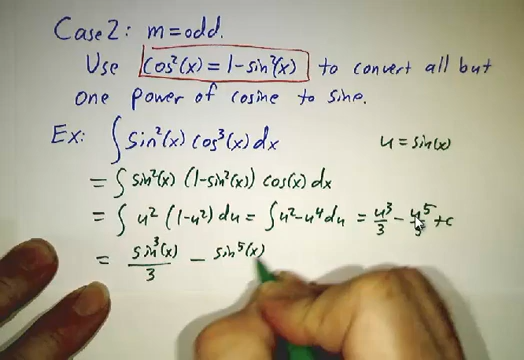 Case 2: m=odd.
Use cos²(x) = 1-sin²(x) to convert all but
one power of cosine to sine.
Ex: ∫ sin²(x) cos³(x) dx u = sin(x)
= ∫ sin²(x) (1-sin²(x)) cos(x) dx
= ∫ u² (1-u²) du = ∫ u² - u⁴ du = u³/3 - u⁵/5 + c
= sin³(x)/3 - sin⁵(x)